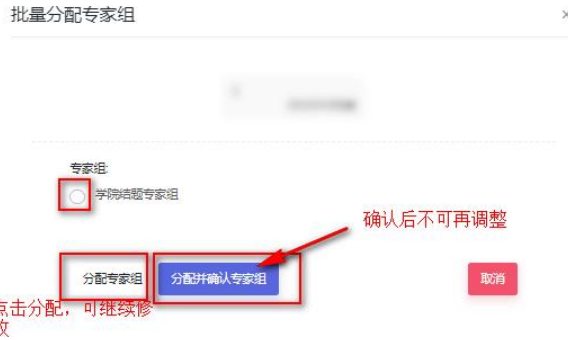 批量分配专家组
×
专家组:
学院结题专家组
确认后不可再调整
分配专家组
分配并确认专家组
取消
点击分配，可继续修
改